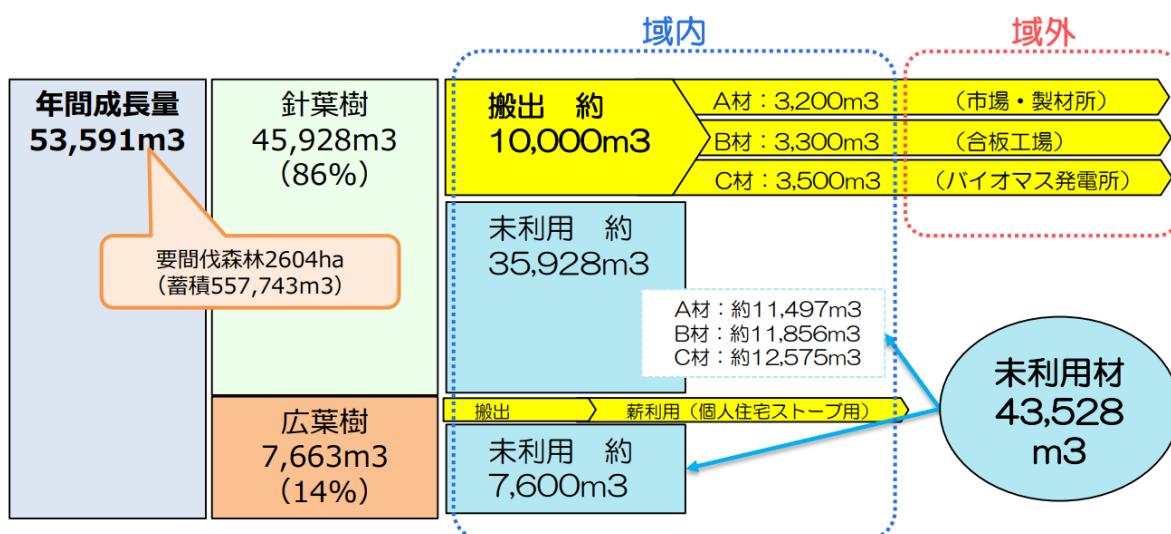 域内
域外
年間成長量
53,591m3
針葉樹
45,928m3
(86%)
搬出　約
10,000m3
A材：3,200m3　（市場・製材所）
B材：3,300m3　（合板工場）
C材：3,500m3　（バイオマス発電所）
未利用　約
35,928m3
要間伐森林2604ha
（蓄積557,743m3）
A材：約11,497m3
B材：約11,856m3
C材：約12,575m3
未利用材
43,528
m3
広葉樹
7,663m3
(14%)
搬出　薪利用（個人住宅ストーブ用）
未利用　約
7,600m3